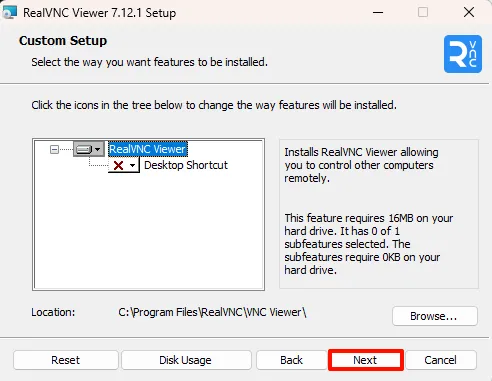 RealVNC Viewer 7.12.1 Setup
Custom Setup
Select the way you want features to be installed.
R VNC
Click the icons in the tree below to change the way features will be installed.
RealVNC Viewer
Desktop Shortcut
Installs RealVNC Viewer allowing
you to control other computers
remotely.
This feature requires 16MB on your
hard drive. It has 0 of 1
subfeatures selected. The
subfeatures require 0KB on your
hard drive.
Location: C:\Program Files\RealVNC\VNC Viewer\
Browse...
Reset Disk Usage Back Next Cancel